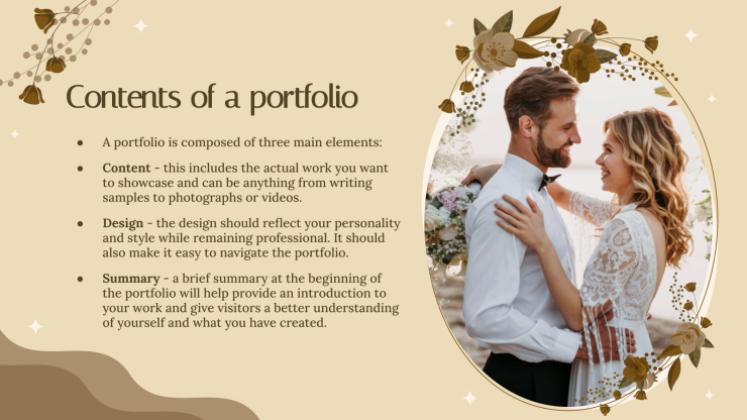 Contents of a portfolio
● A portfolio is composed of three main elements:
● Content - this includes the actual work you want
to showcase and can be anything from writing
samples to photographs or videos.
● Design - the design should reflect your personality
and style while remaining professional. It should
also make it easy to navigate the portfolio.
● Summary - a brief summary at the beginning of
the portfolio will help provide an introduction to
your work and give visitors a better understanding
of yourself and what you have created.